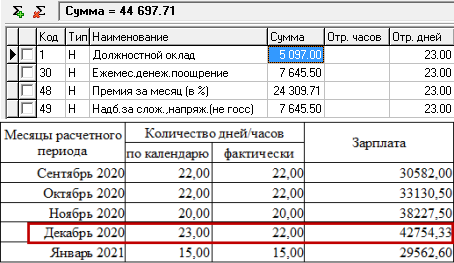 Сумма = 44 697.71
Код Тип Наименование Сумма Отр. часов Отр. дней
1 Н Должностной оклад 5 097.00 23.00
30 Н Ежемес.денеж.поощрение 7 645.50 23.00
48 Н Премия за месяц (в %) 24 309.71 23.00
49 Н Надб.за слож.,напряж.(не госс) 7 645.50 23.00
Месяцы расчетного периода Количество дней/часов Зарплата
по календарю фактически
Сентябрь 2020 22,00 22,00 30582,00
Октябрь 2020 22,00 22,00 33130,50
Ноябрь 2020 20,00 20,00 38227,50
Декабрь 2020 23,00 22,00 42754,33
Январь 2021 15,00 15,00 29562,60